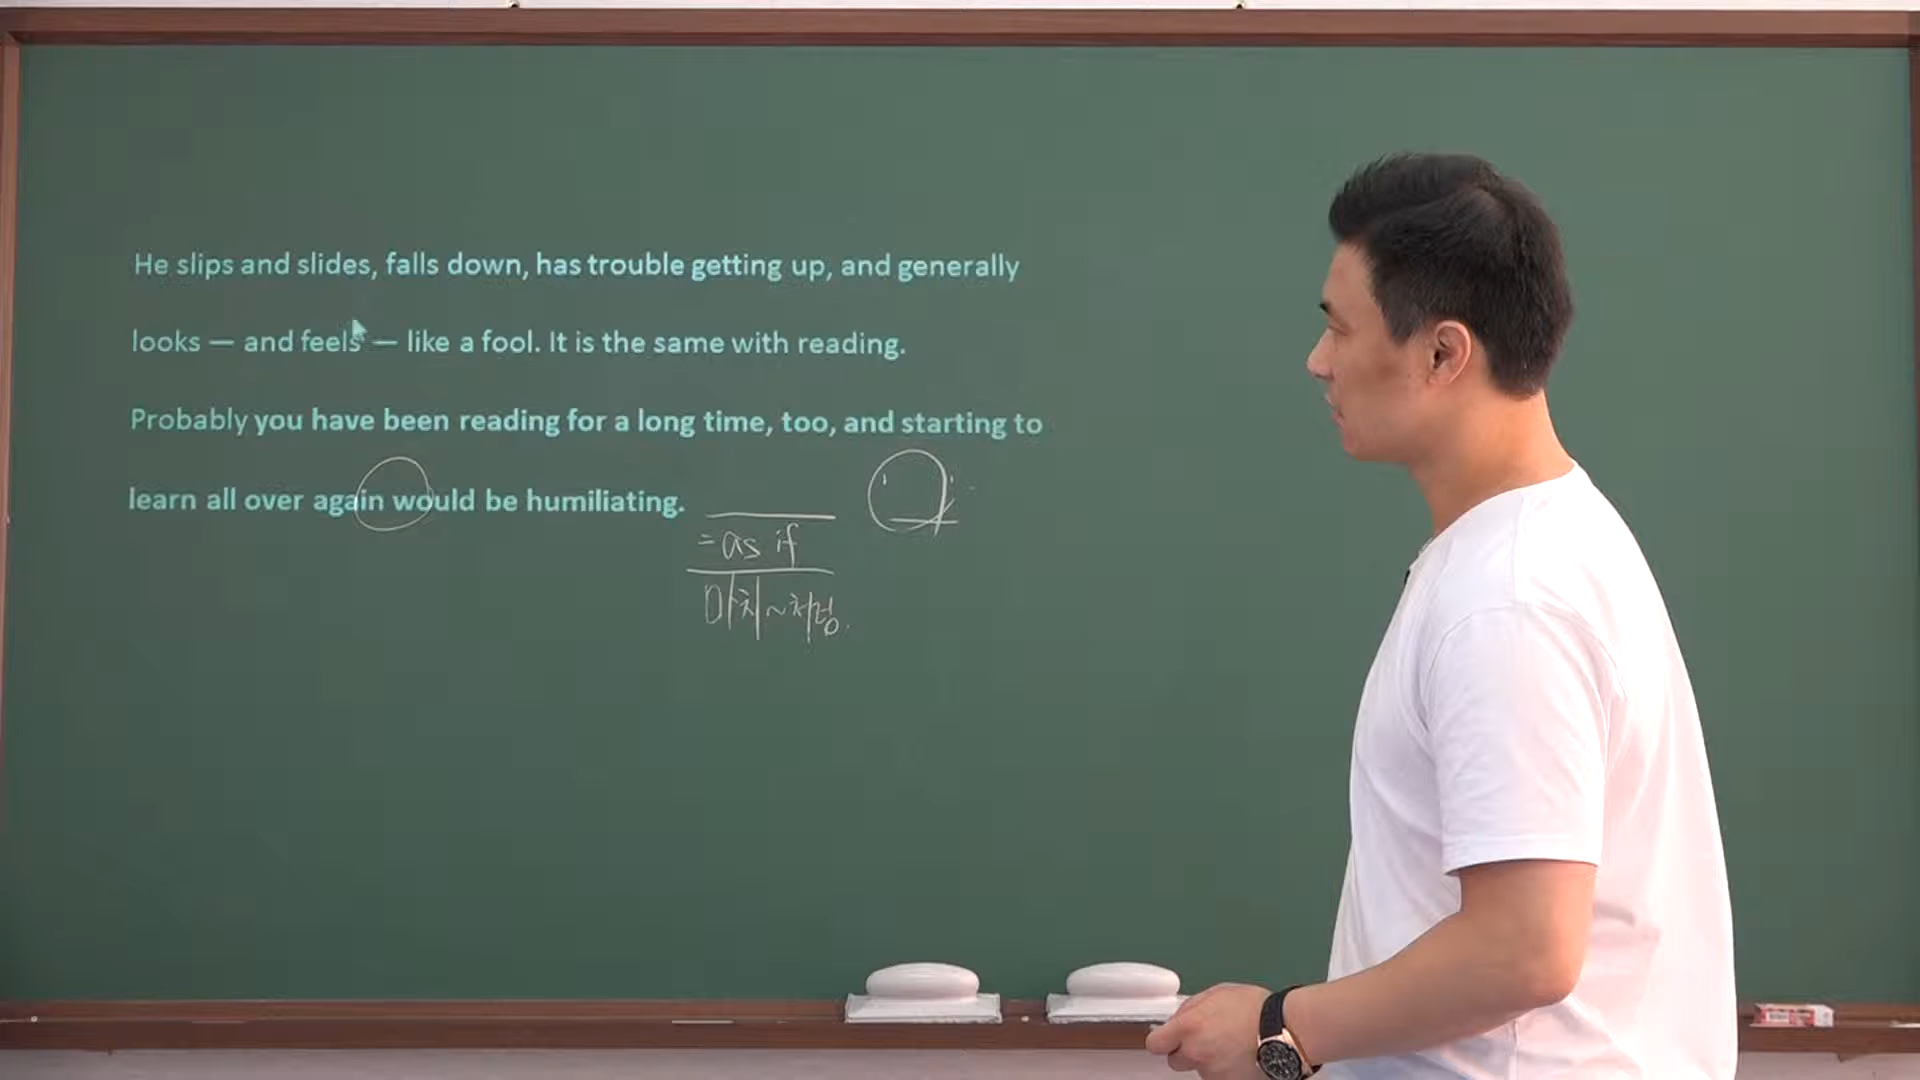 He slips and slides, falls down, has trouble getting up, and generally
looks — and feels — like a fool. It is the same with reading.
Probably you have been reading for a long time, too, and starting to
learn all over again would be humiliating.
= as if
마치~처럼.